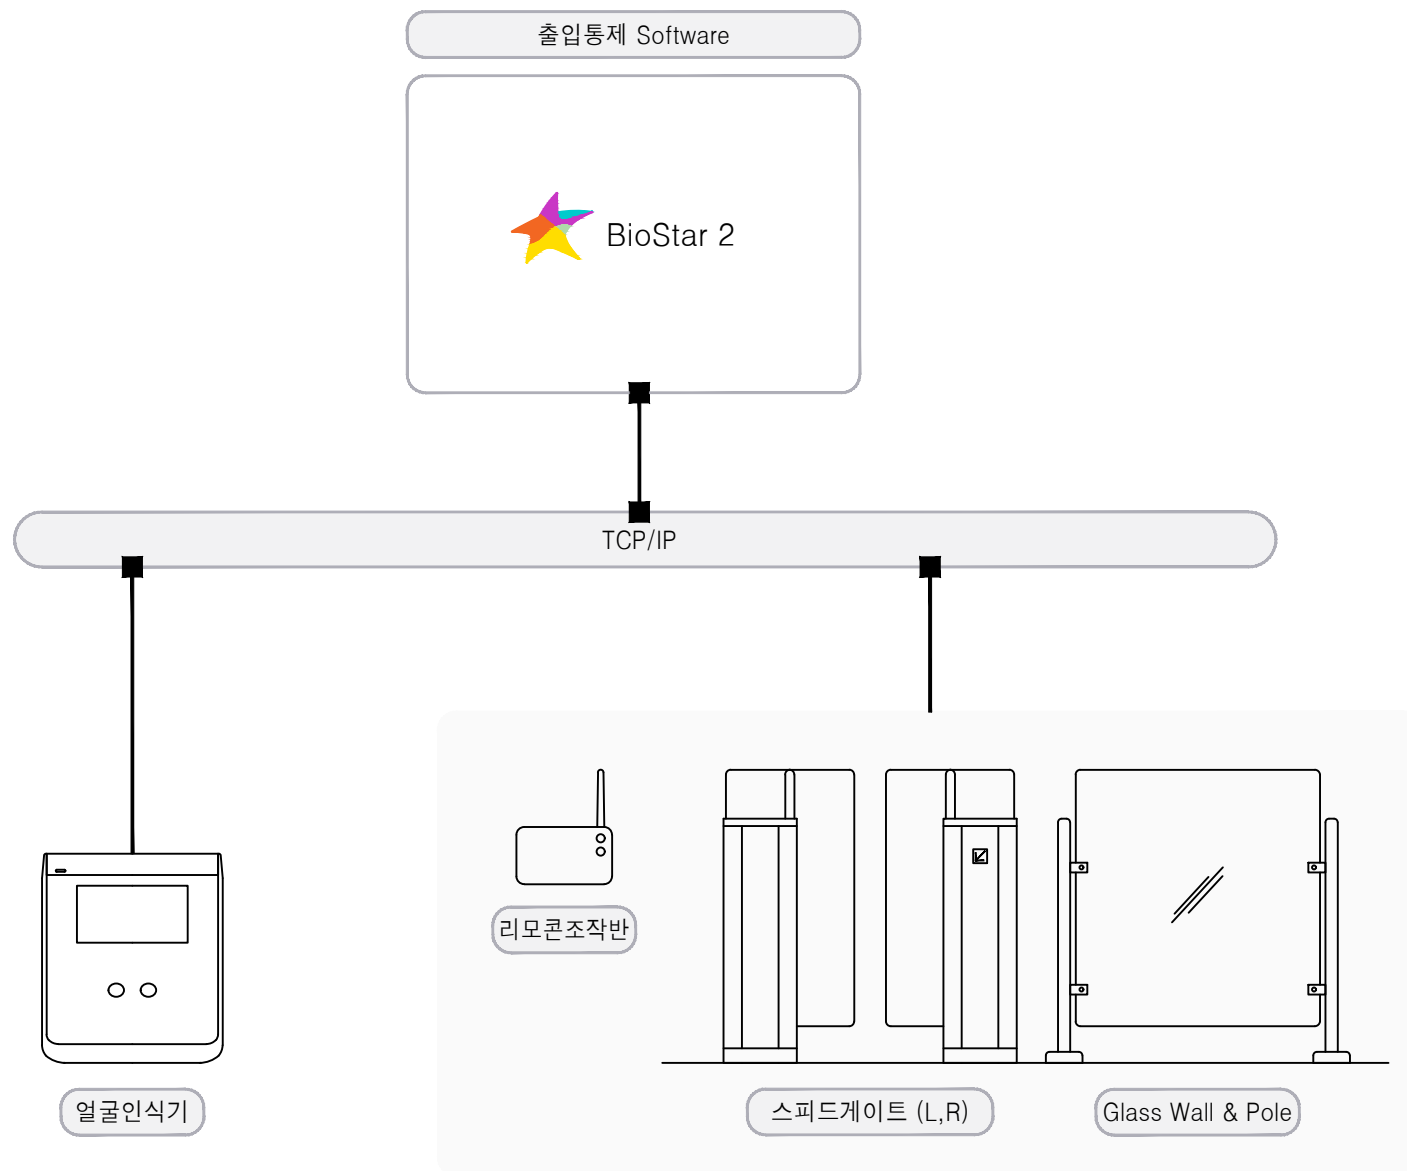 출입통제 Software
BioStar 2
TCP/IP
리모콘조작반
얼굴인식기
스피드게이트 (L,R)
Glass Wall & Pole